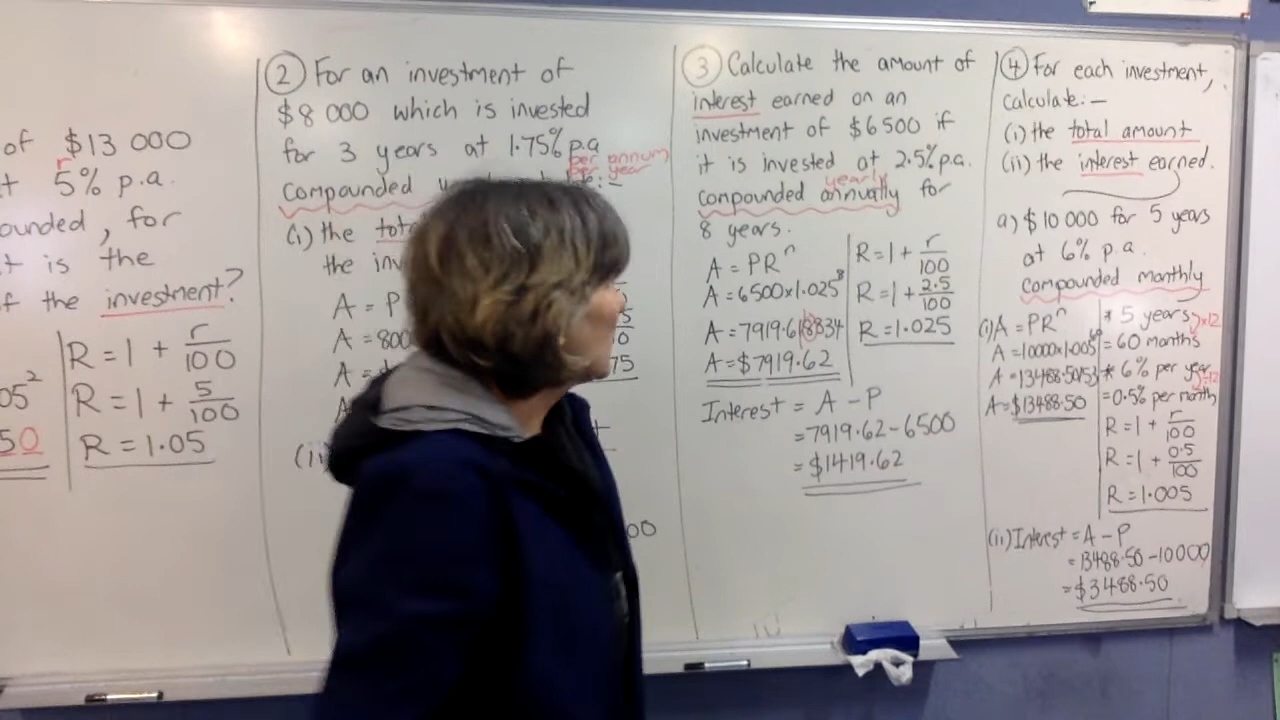 of $13 000
r
5% p.a.
ounded, for
is the
the investment?
05²
50
R = 1 + r/100
R = 1 + 5/100
R = 1.05
② For an investment of
$8 000 which is invested
for 3 years at 1.75% p.a
per annum
per year
compounded
(i) the
the
A =
A = 800
A =
A
75
00
③ Calculate the amount of
interest earned on an
investment of $6500 if
it is invested at 2.5% p.a.
yearly
compounded annually for
8 years.
A = PRⁿ
A = 6500×1.025⁸
A = 7919.618834
A = $7919.62
R = 1 + r/100
R = 1 + 2.5/100
R = 1.025
Interest = A – P
= 7919.62 – 6500
= $1419.62
④ For each investment,
calculate:–
(i) the total amount
(ii) the interest earned.
a) $10 000 for 5 years
at 6% p.a.
compounded monthly
(i) A = PRⁿ
A = 10000×1.005⁶⁰
A = 13488.50153
A = $13488.50
* 5 years ×12
= 60 months
* 6% per year ÷12
= 0.5% per month
R = 1 + r/100
R = 1 + 0.5/100
R = 1.005
(ii) Interest = A – P
= 13488.50 – 10000
= $3488.50